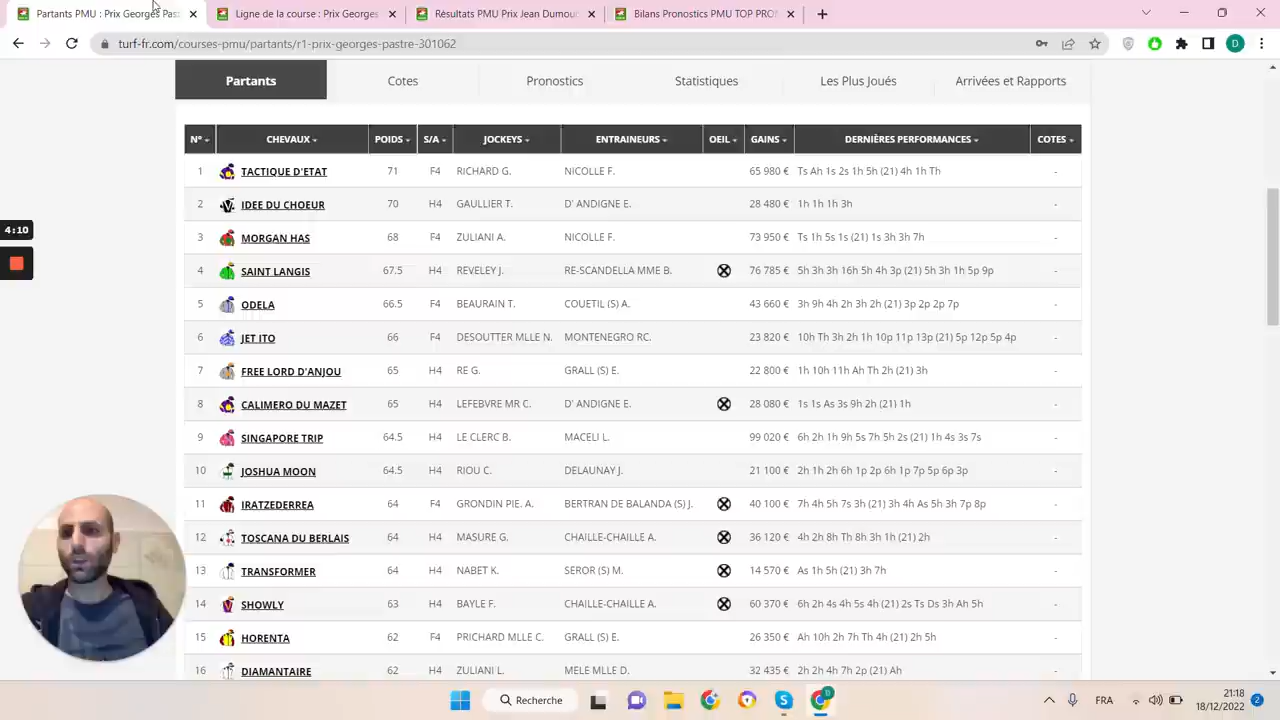 Partants PMU : Prix Georges Past
Ligne de la course : Prix Georges
Résultats PMU Prix Jean Dumou
Bilans Pronostics PMU TOP PRO
turf-fr.com/courses-pmu/partants/r1-prix-georges-pastre-301062
Partants Cotes Pronostics Statistiques Les Plus Joués Arrivées et Rapports
N° CHEVAUX POIDS S/A JOCKEYS ENTRAINEURS OEIL GAINS DERNIÈRES PERFORMANCES COTES
1 TACTIQUE D'ETAT 71 F4 RICHARD G. NICOLLE F. 65 980 € Ts Ah 1s 2s 1h 5h (21) 4h 1h Th -
2 IDEE DU CHOEUR 70 H4 GAULLIER T. D' ANDIGNE E. 28 480 € 1h 1h 1h 3h -
4:10
3 MORGAN HAS 68 F4 ZULIANI A. NICOLLE F. 73 950 € Ts 1h 5s 1s (21) 1s 3h 3h 7h -
4 SAINT LANGIS 67.5 H4 REVELEY J. RE-SCANDELLA MME B. 76 785 € 5h 3h 3h 16h 5h 4h 3p (21) 5h 3h 1h 5p 9p -
5 ODELA 66.5 F4 BEAURAIN T. COUETIL (S) A. 43 660 € 3h 9h 4h 2h 3h 2h (21) 3p 2p 2p 7p -
6 JET ITO 66 F4 DESOUTTER MLLE N. MONTENEGRO RC. 23 820 € 10h Th 3h 2h 1h 10p 11p 13p (21) 5p 12p 5p 4p -
7 FREE LORD D'ANJOU 65 H4 RE G. GRALL (S) E. 22 800 € 1h 10h 11h Ah Th 2h (21) 3h -
8 CALIMERO DU MAZET 65 H4 LEFEBVRE MR C. D' ANDIGNE E. 28 080 € 1s 1s As 3s 9h 2h (21) 1h -
9 SINGAPORE TRIP 64.5 H4 LE CLERC B. MACELI L. 99 020 € 6h 2h 1h 9h 5s 7h 5h 2s (21) 1h 4s 3s 7s -
10 JOSHUA MOON 64.5 H4 RIOU C. DELAUNAY J. 21 100 € 2h 1h 2h 6h 1p 2p 6h 1p 7p 5p 6p 3p -
11 IRATZEDERREA 64 F4 GRONDIN PIE. A. BERTRAN DE BALANDA (S) J. 40 100 € 7h 4h 5h 7s 3h (21) 3h 4h As 5h 3h 7p 8p -
12 TOSCANA DU BERLAIS 64 H4 MASURE G. CHAILLE-CHAILLE A. 36 120 € 4h 2h 8h Th 8h 3h 1h (21) 2h -
13 TRANSFORMER 64 H4 NABET K. SEROR (S) M. 14 570 € As 1h 5h (21) 3h 7h -
14 SHOWLY 63 H4 BAYLE F. CHAILLE-CHAILLE A. 60 370 € 6h 2h 4s 4h 5s 4h (21) 2s Ts Ds 3h Ah 5h -
15 HORENTA 62 F4 PRICHARD MLLE C. GRALL (S) E. 26 350 € Ah 10h 2h 7h Th 4h (21) 2h 5h -
16 DIAMANTAIRE 62 H4 ZULIANI L. MELE MLLE D. 32 435 € 2h 2h 4h 7h 2p (21) Ah -
Recherche
FRA
21:18
18/12/2022
2